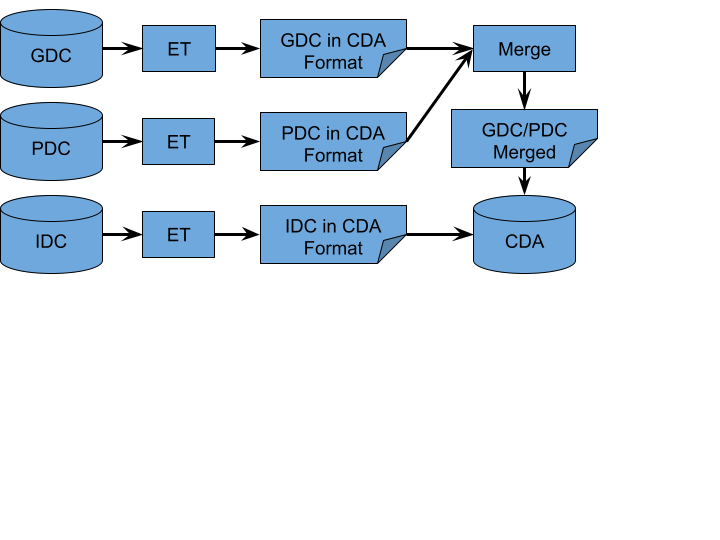 GDC
ET
GDC in CDA
Format
Merge
PDC
ET
PDC in CDA
Format
GDC/PDC
Merged
IDC
ET
IDC in CDA
Format
CDA